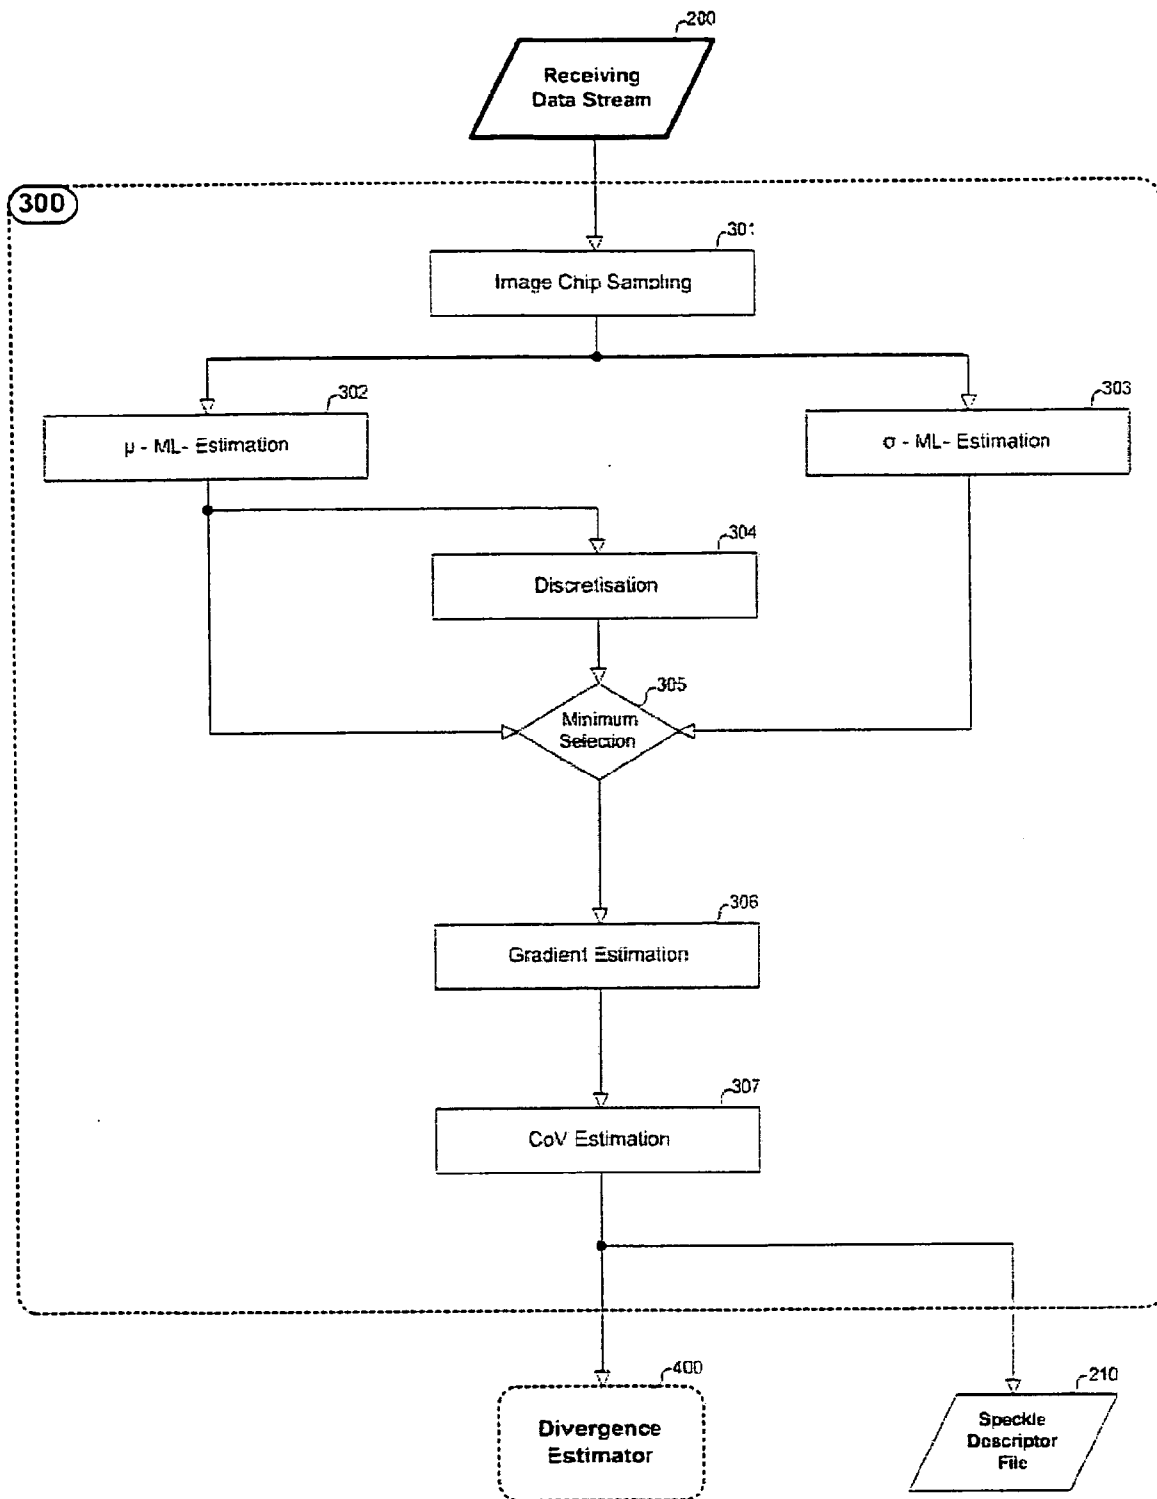 200
Receiving
Data Stream
300
301
Image Chip Sampling
302
μ - ML- Estimation
303
σ - ML- Estimation
304
Discretisation
305
Minimum
Selection
306
Gradient Estimation
307
CoV Estimation
400
Divergence
Estimator
210
Speckle
Descriptor
File